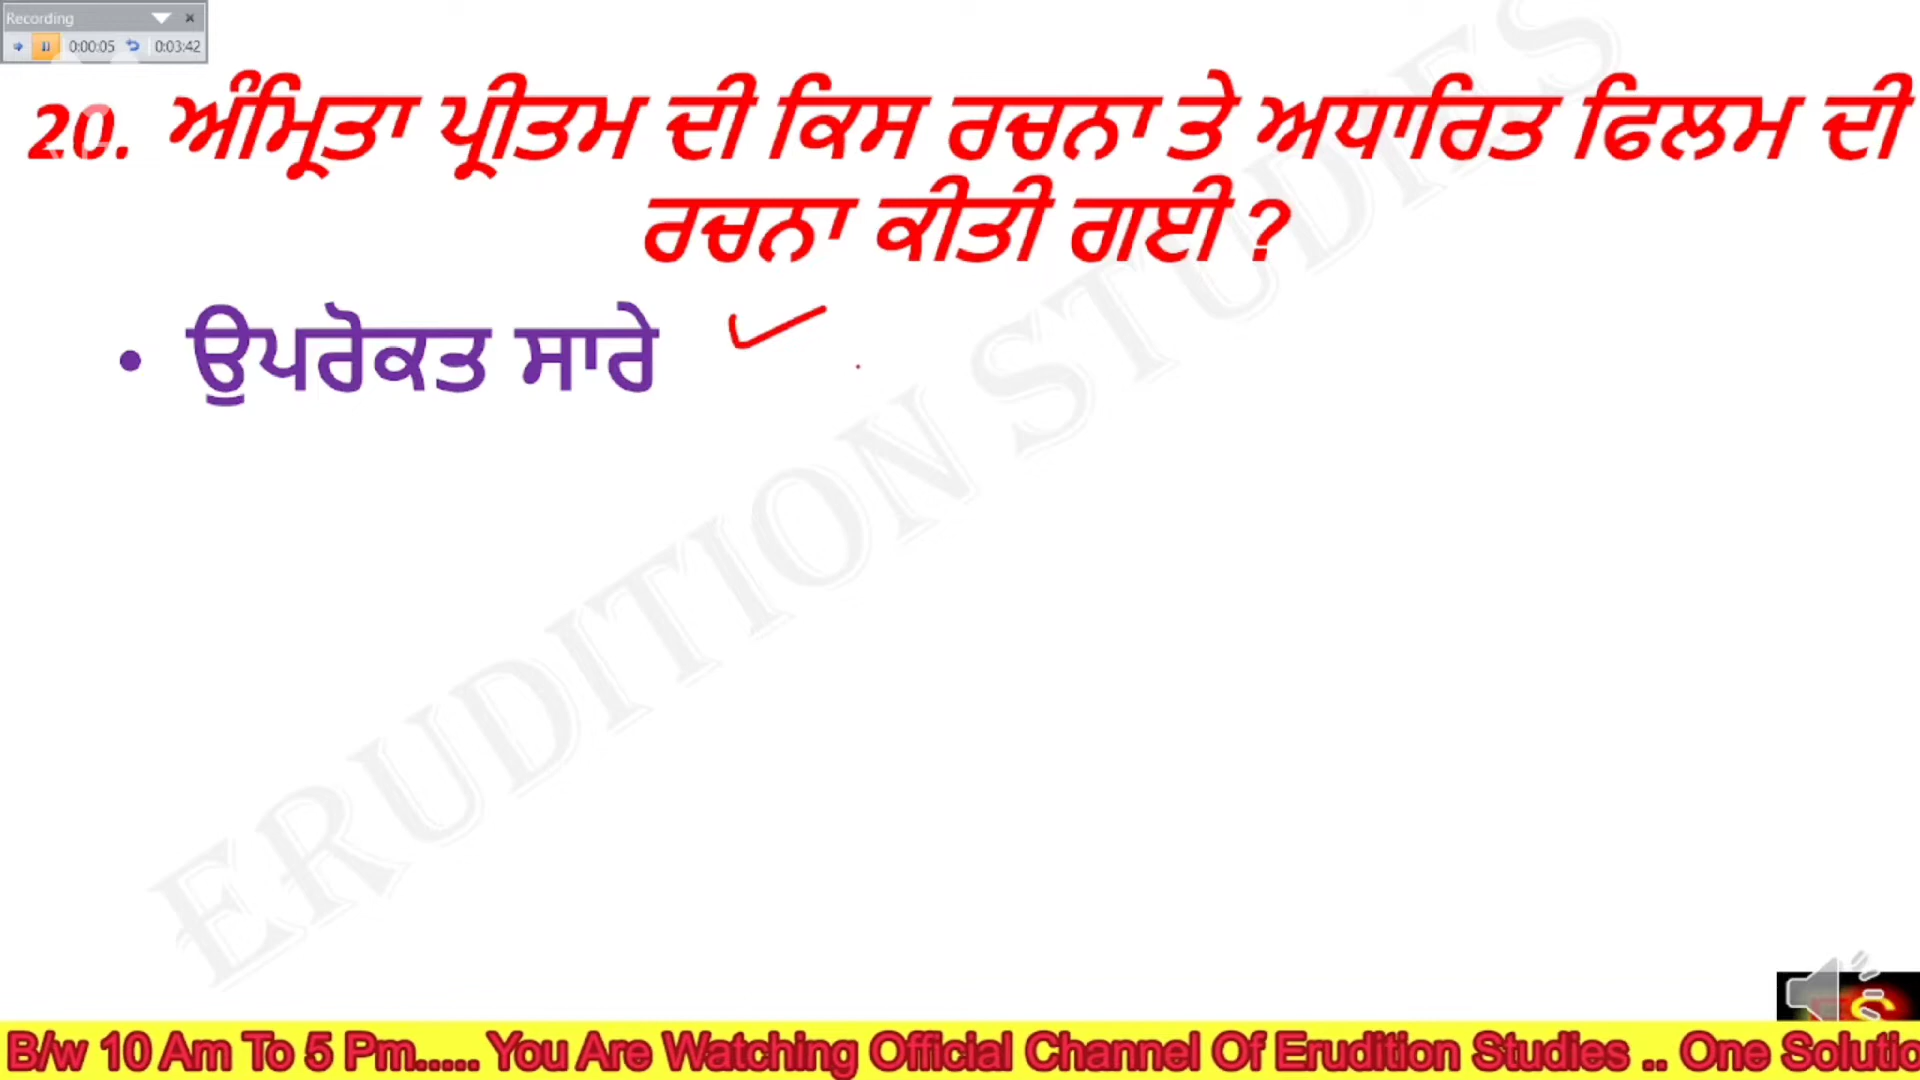 Recording
0:00:05 0:03:42
20. ਅੰਮ੍ਰਿਤਾ ਪ੍ਰੀਤਮ ਦੀ ਕਿਸ ਰਚਨਾ ਤੇ ਅਧਾਰਿਤ ਫਿਲਮ ਦੀ
ਰਚਨਾ ਕੀਤੀ ਗਈ ?
• ਉਪਰੋਕਤ ਸਾਰੇ
ERUDITION STUDIES
B/w 10 Am To 5 Pm..... You Are Watching Official Channel Of Erudition Studies .. One Solutio